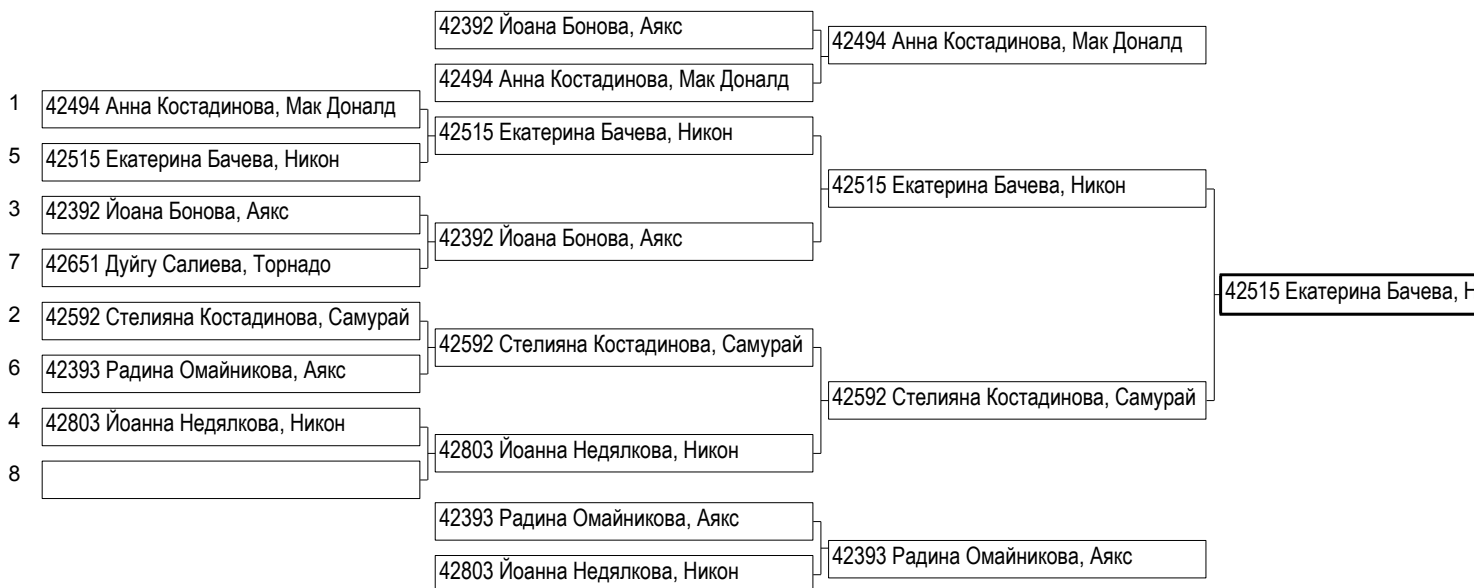 42392 Йоана Бонова, Аякс
42494 Анна Костадинова, Мак Доналд
42494 Анна Костадинова, Мак Доналд
1 42494 Анна Костадинова, Мак Доналд
42515 Екатерина Бачева, Никон
5 42515 Екатерина Бачева, Никон
42515 Екатерина Бачева, Никон
3 42392 Йоана Бонова, Аякс
42392 Йоана Бонова, Аякс
7 42651 Дуйгу Салиева, Торнадо
42515 Екатерина Бачева, Н
2 42592 Стелияна Костадинова, Самурай
42592 Стелияна Костадинова, Самурай
6 42393 Радина Омайникова, Аякс
42592 Стелияна Костадинова, Самурай
4 42803 Йоанна Недялкова, Никон
42803 Йоанна Недялкова, Никон
8
42393 Радина Омайникова, Аякс
42393 Радина Омайникова, Аякс
42803 Йоанна Недялкова, Никон